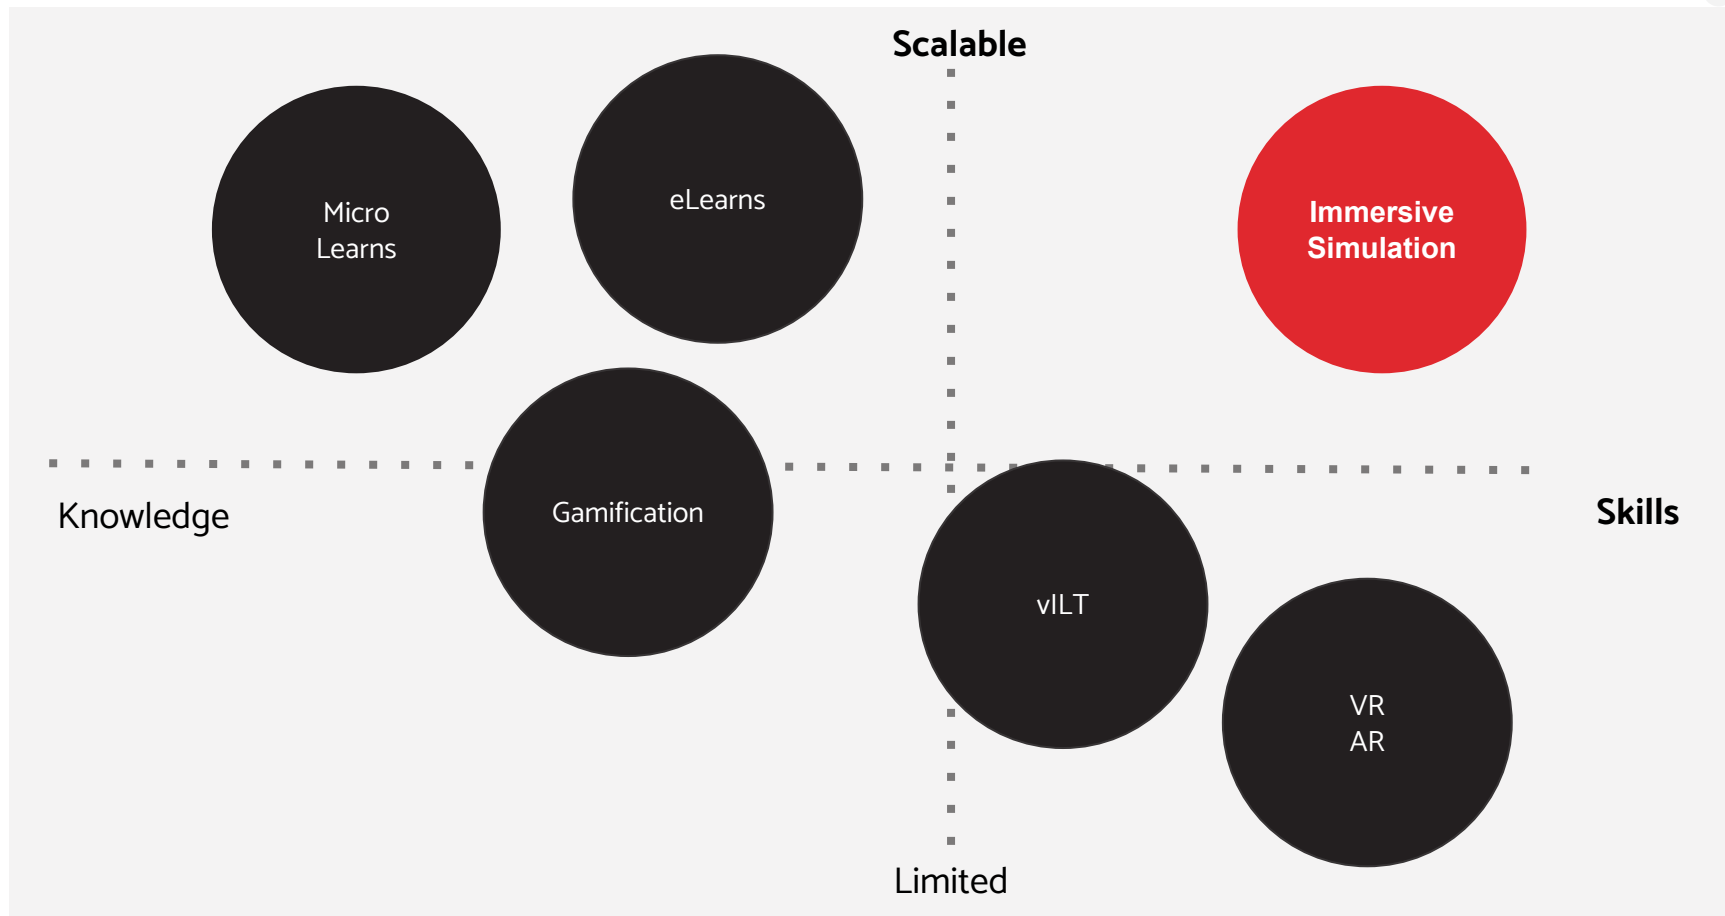 Scalable
Micro
Learns
eLearns
Immersive
Simulation
Knowledge
Gamification
Skills
vILT
VR
AR
Limited